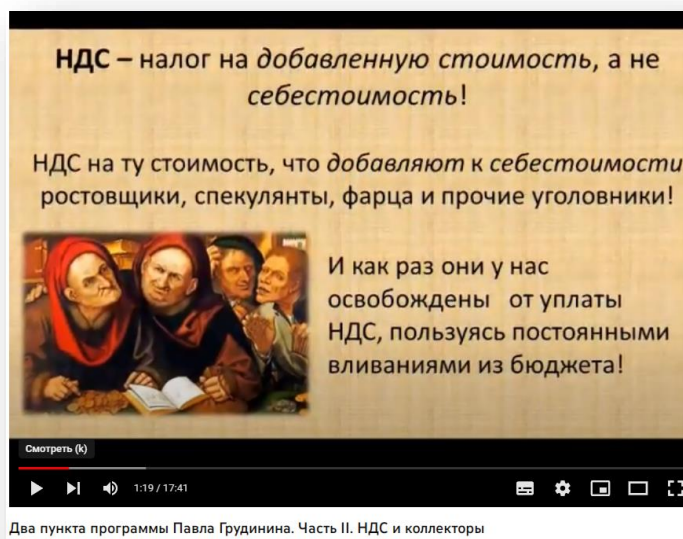 НДС – налог на добавленную стоимость, а не
себестоимость!
НДС на ту стоимость, что добавляют к себестоимости
ростовщики, спекулянты, фарца и прочие уголовники!
И как раз они у нас
освобождены от уплаты
НДС, пользуясь постоянными
вливаниями из бюджета!
Смотреть (k)
1:19 / 17:41
Два пункта программы Павла Грудинина. Часть II. НДС и коллекторы